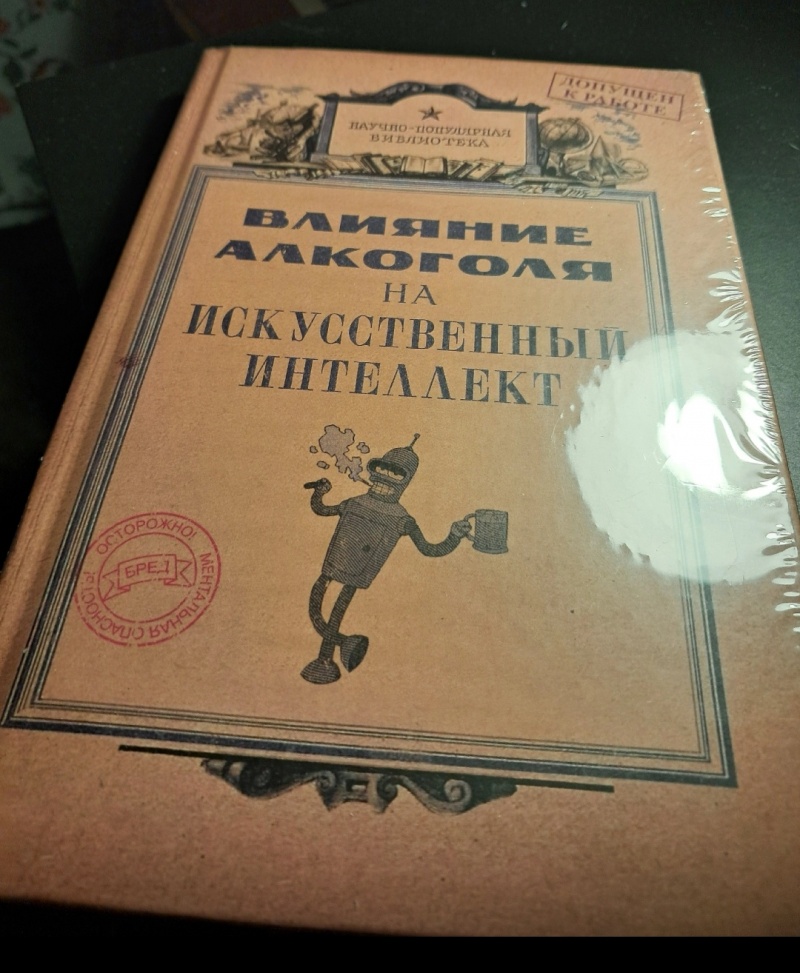 ДОПУЩЕН
К РАБОТЕ
НАУЧНО-ПОПУЛЯРНАЯ
БИБЛИОТЕКА
ВЛИЯНИЕ
АЛКОГОЛЯ
НА
ИСКУССТВЕННЫЙ
ИНТЕЛЛЕКТ
ОСТОРОЖНО!
БРЕД
МЕНТАЛЬНАЯ ОПАСНОСТЬ!